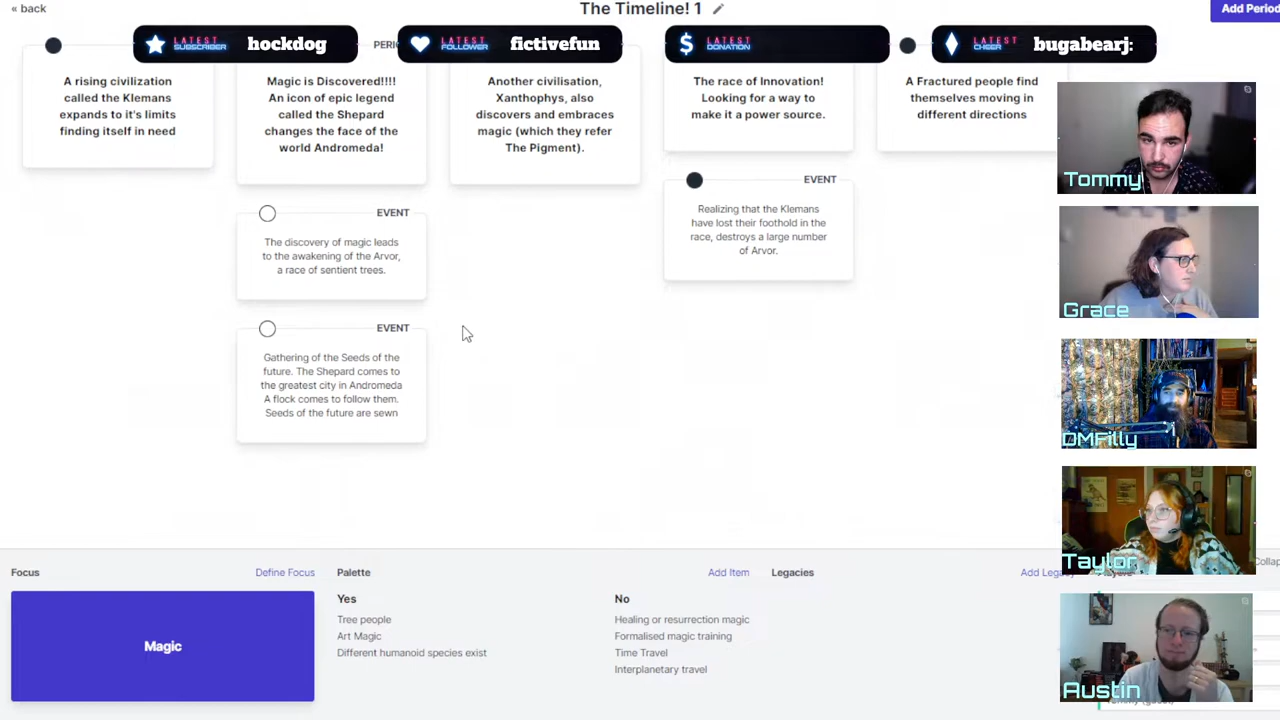 « back
The Timeline! 1
Add Period
LATEST SUBSCRIBER
hockdog
LATEST FOLLOWER
fictivefun
$
LATEST DONATION
LATEST CHEER
bugabearj:
A rising civilization
called the Klemans
expands to it's limits
finding itself in need
Magic is Discovered!!!!
An icon of epic legend
called the Shepard
changes the face of the
world Andromeda!
EVENT
The discovery of magic leads
to the awakening of the Arvor,
a race of sentient trees.
EVENT
Gathering of the Seeds of the
future. The Shepard comes to
the greatest city in Andromeda
A flock comes to follow them.
Seeds of the future are sewn
Another civilisation,
Xanthophys, also
discovers and embraces
magic (which they refer
The Pigment).
The race of Innovation!
Looking for a way to
make it a power source.
EVENT
Realizing that the Klemans
have lost their foothold in the
race, destroys a large number
of Arvor.
A Fractured people find
themselves moving in
different directions
Tommy
Grace
DMFilly
Taylor
Austin
Focus
Define Focus
Magic
Palette
Add Item
Yes
Tree people
Art Magic
Different humanoid species exist
No
Healing or resurrection magic
Formalised magic training
Time Travel
Interplanetary travel
Legacies